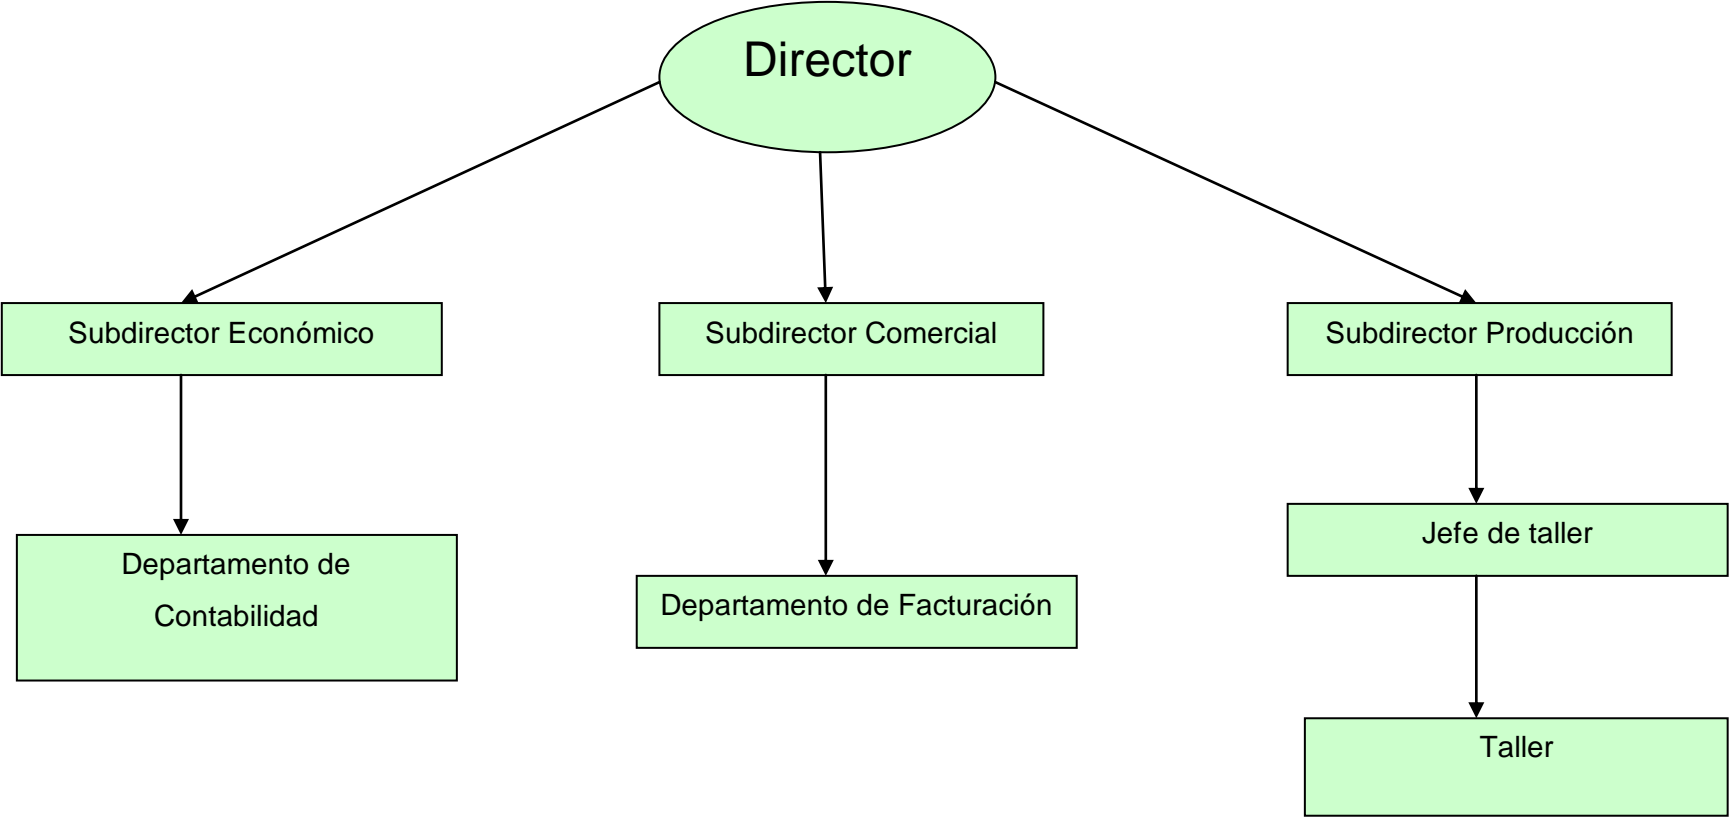 Director
Subdirector Económico
Subdirector Comercial
Subdirector Producción
Jefe de taller
Departamento de
Contabilidad
Departamento de Facturación
Taller